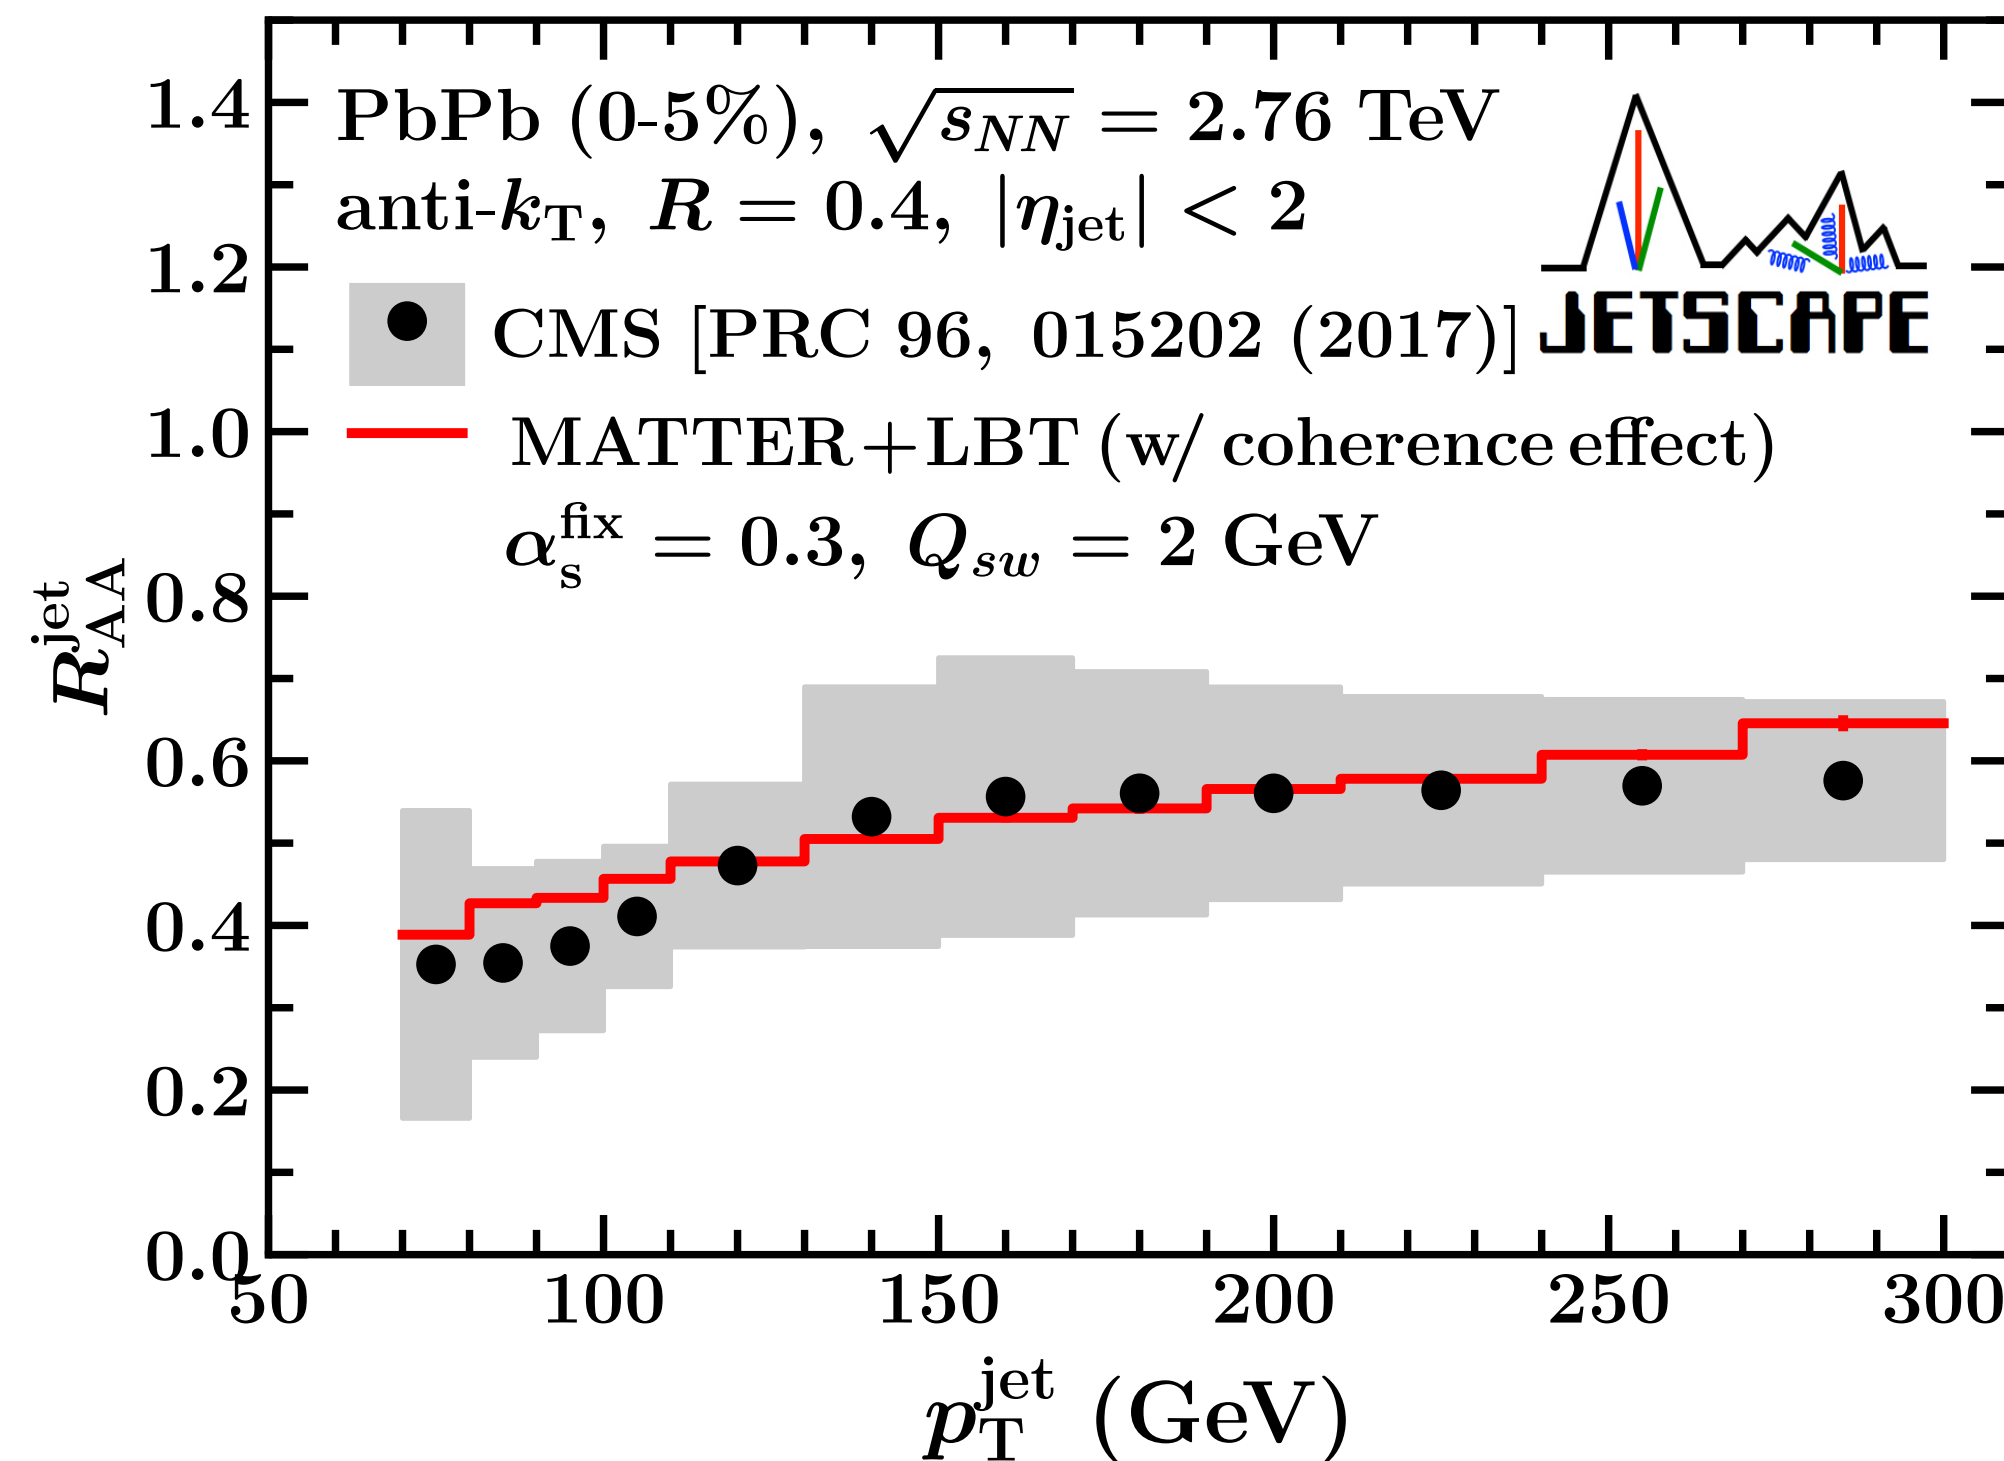 PbPb (0-5%), √s_NN = 2.76 TeV
anti-k_T, R = 0.4, |η_jet| < 2
CMS [PRC 96, 015202 (2017)]
JETSCAPE
MATTER+LBT (w/ coherence effect)
α_s^fix = 0.3, Q_sw = 2 GeV
R_AA^jet
1.4
1.2
1.0
0.8
0.6
0.4
0.2
0.0
50 100 150 200 250 300
p_T^jet (GeV)